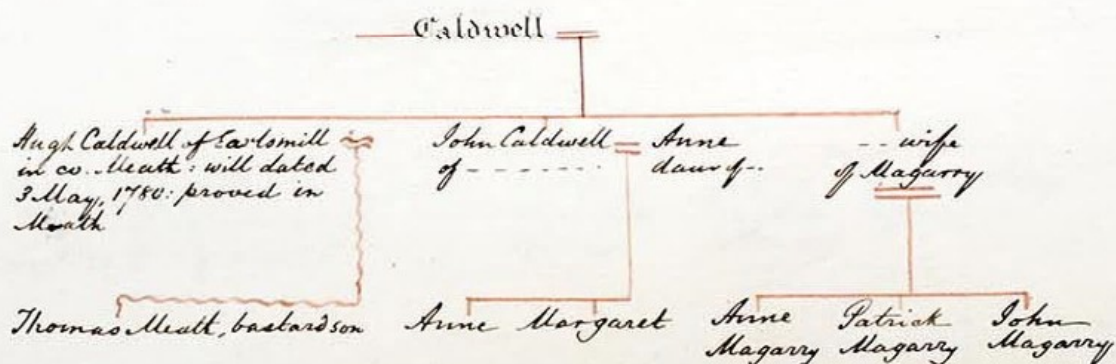 Caldwell
Hugh Caldwell of Earlsmill
in co. Meath: will dated
3 May, 1780: proved in
Meath
John Caldwell
of - - - - - - -
Anne
daur of - -
- - wife
of Magarry
Thomas Meath, bastard son
Anne Margaret
Anne
Magarry
Patrick
Magarry
John
Magarry